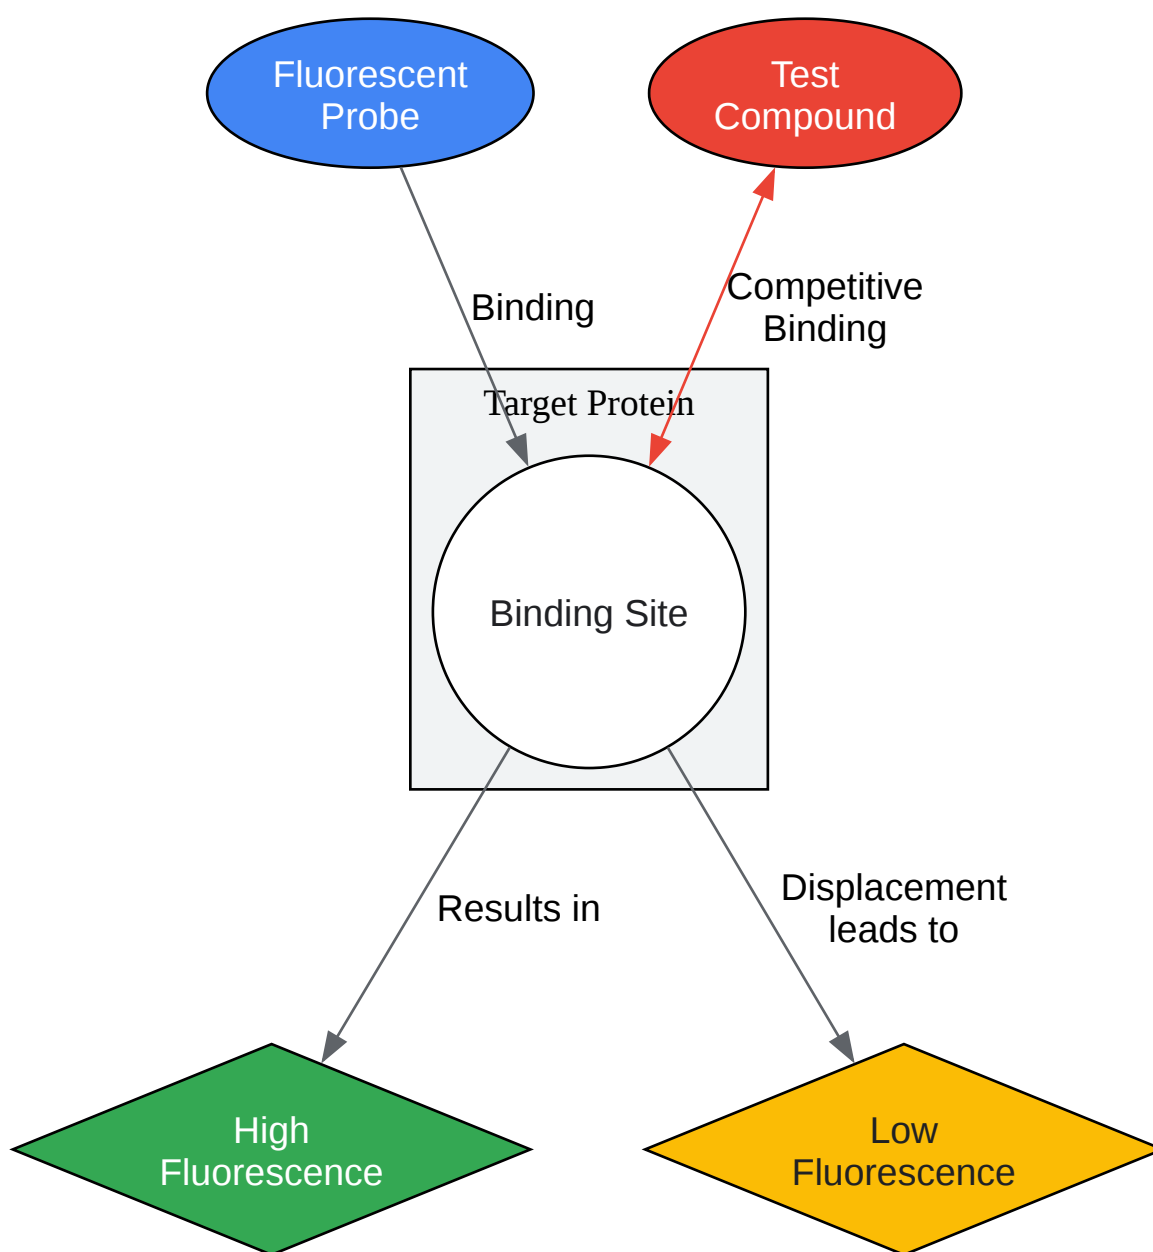 Fluorescent
Probe
Test
Compound
Binding
Competitive
Binding
Target Protein
Binding Site
Results in
Displacement
leads to
High
Fluorescence
Low
Fluorescence